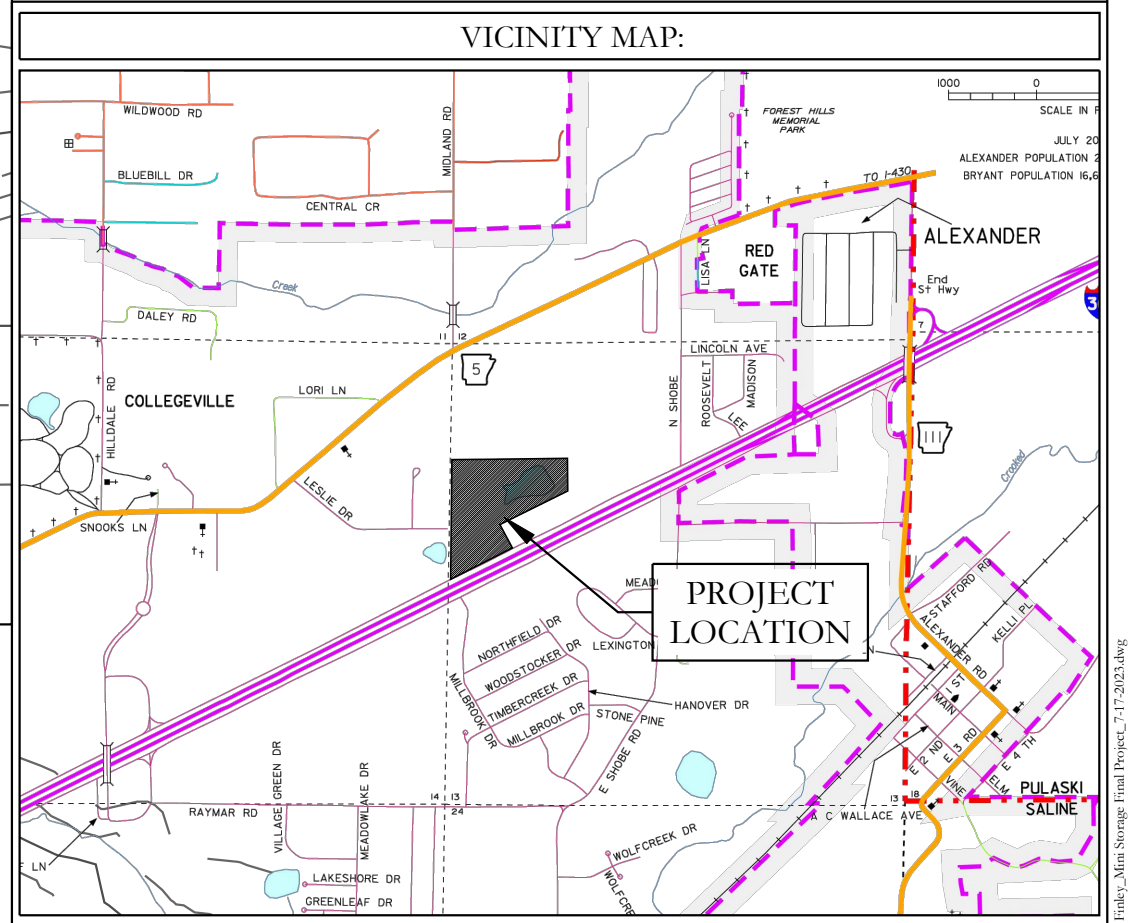 VICINITY MAP:
WILDWOOD RD
BLUEBILL DR
CENTRAL CR
MIDLAND RD
FOREST HILLS
MEMORIAL
PARK
1000
0
SCALE IN F
JULY 20
ALEXANDER POPULATION 2
BRYANT POPULATION 16,6
TO I-430
ALEXANDER
RED
GATE
LISA LN
End
St Hwy
7
3
Creek
DALEY RD
11 12
5
LINCOLN AVE
N SHOBE
ROOSEVELT
MADISON
LEE
111
LORI LN
COLLEGEVILLE
HILLDALE RD
LESLIE DR
SNOOKS LN
Crooked
PROJECT
LOCATION
MEAD
LEXINGTON
N
STAFFORD RD
ALEXANDER RD
KELLI PL
NORTHFIELD DR
WOODSTOCKER DR
TIMBERCREEK DR
MILLBROOK DR
MILLBROOK DR
HANOVER DR
STONE PINE
E SHOBE RD
1 ST
MAIN
E 2 ND
E 3 RD
E 4 TH
VINE
ELM
PULASKI
SALINE
A C WALLACE AVE
13 18
14 13
24
RAYMAR RD
VILLAGE GREEN DR
MEADOWLAKE DR
LAKESHORE DR
GREENLEAF DR
WOLFCREEK DR
WOLFCRE
F LN
Finley_Mini Storage Final Project_7-17-2023.dwg